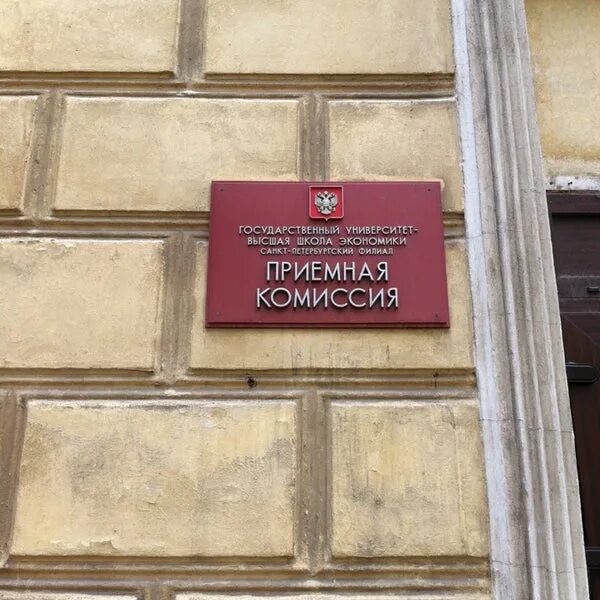 ГОСУДАРСТВЕННЫЙ УНИВЕРСИТЕТ-
ВЫСШАЯ ШКОЛА ЭКОНОМИКИ
САНКТ-ПЕТЕРБУРГСКИЙ ФИЛИАЛ
ПРИЕМНАЯ
КОМИССИЯ